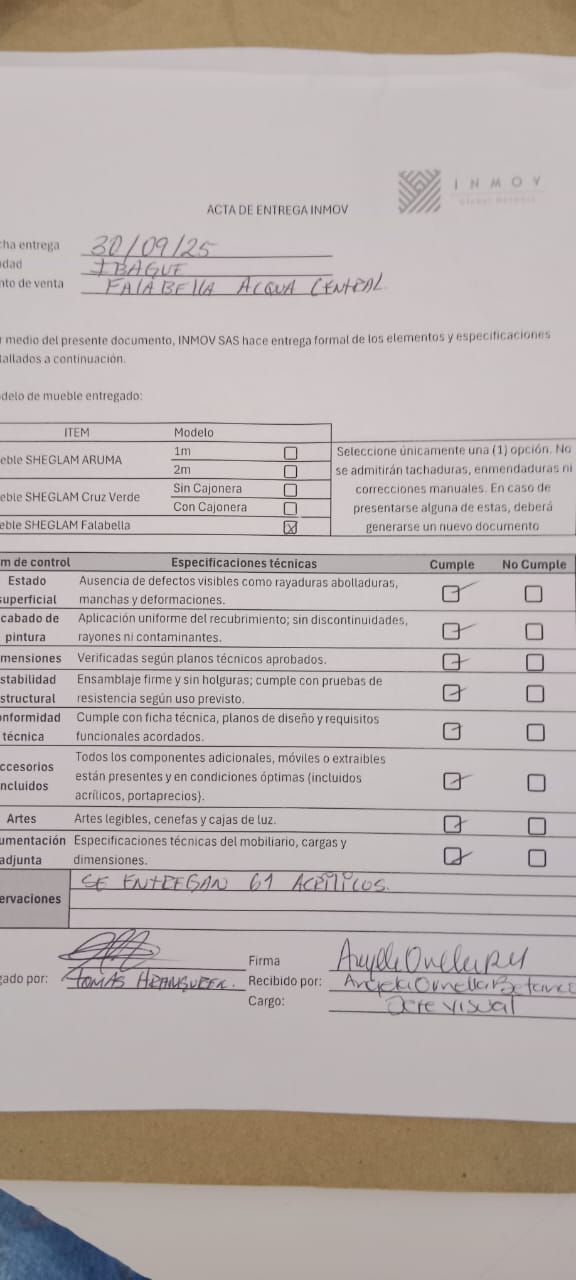 INMOV
ACTA DE ENTREGA INMOV
cha entrega 30/09/25
dad IBAGUE
nto de venta FALABELLA ACQUA CENTRAL
r medio del presente documento, INMOV SAS hace entrega formal de los elementos y especificaciones
tallados a continuación.
delo de mueble entregado:
ITEM Modelo
eble SHEGLAM ARUMA 1m
2m
eble SHEGLAM Cruz Verde Sin Cajonera
Con Cajonera
eble SHEGLAM Falabella
Seleccione únicamente una (1) opción. No
se admitirán tachaduras, enmendaduras ni
correcciones manuales. En caso de
presentarse alguna de estas, deberá
generarse un nuevo documento
m de control Especificaciones técnicas Cumple No Cumple
Estado Ausencia de defectos visibles como rayaduras abolladuras,
uperficial manchas y deformaciones.
cabado de Aplicación uniforme del recubrimiento; sin discontinuidades,
pintura rayones ni contaminantes.
mensiones Verificadas según planos técnicos aprobados.
stabilidad Ensamblaje firme y sin holguras; cumple con pruebas de
structural resistencia según uso previsto.
onformidad Cumple con ficha técnica, planos de diseño y requisitos
técnica funcionales acordados.
ccesorios Todos los componentes adicionales, móviles o extraibles
ncluidos están presentes y en condiciones óptimas (incluidos
acrílicos, portaprecios).
Artes Artes legibles, cenefas y cajas de luz.
umentación Especificaciones técnicas del mobiliario, cargas y
adjunta dimensiones.
ervaciones SE ENTREGAN 61 ACRILICOS.
Firma
gado por: TOMAS Recibido por: Angela Ornella
Cargo: visual